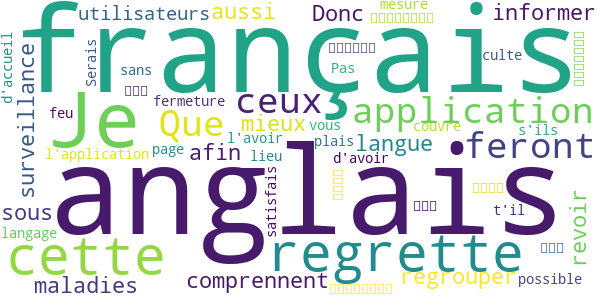 mesure
utilisateurs aussi Donc informer
français
d'accueil
surveillance
Serais sans Pas culte
feu fermeture ceux 3 application
Je Que mieux vous couvre s'ils
l'avoir
l'application page afin lieu plais langue feront
d'avoir
anglais
satisfais
sous t'il
langage cette regrette revoir
maladies comprennent regrouper possible